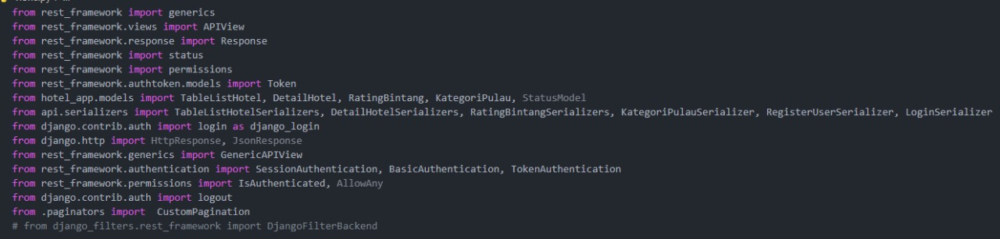 from rest_framework import generics
from rest_framework.views import APIView
from rest_framework.response import Response
from rest_framework import status
from rest_framework import permissions
from rest_framework.authtoken.models import Token
from hotel_app.models import TableListHotel, DetailHotel, RatingBintang, KategoriPulau, StatusModel
from api.serializers import TableListHotelSerializers, DetailHotelSerializers, RatingBintangSerializers, KategoriPulauSerializer, RegisterUserSerializer, LoginSerializer
from django.contrib.auth import login as django_login
from django.http import HttpResponse, JsonResponse
from rest_framework.generics import GenericAPIView
from rest_framework.authentication import SessionAuthentication, BasicAuthentication, TokenAuthentication
from rest_framework.permissions import IsAuthenticated, AllowAny
from django.contrib.auth import logout
from .paginators import  CustomPagination
# from django_filters.rest_framework import DjangoFilterBackend